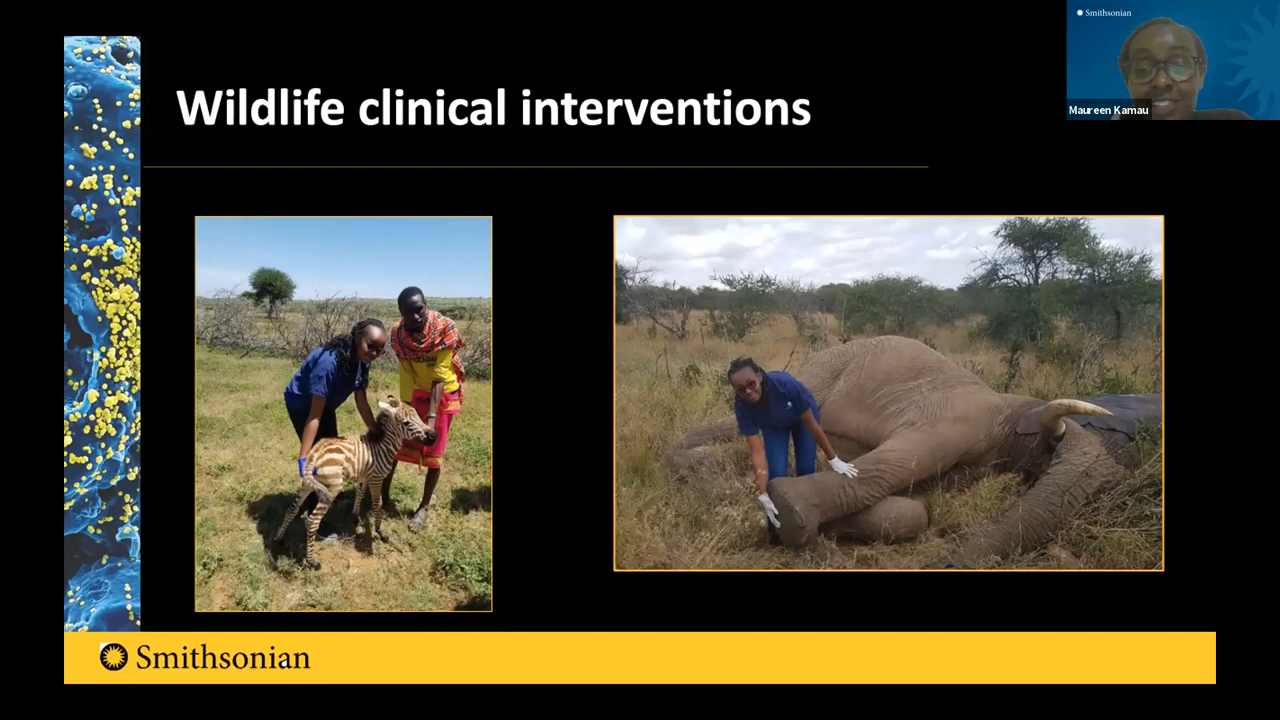 Smithsonian
Maureen Kamau
Wildlife clinical interventions
Smithsonian